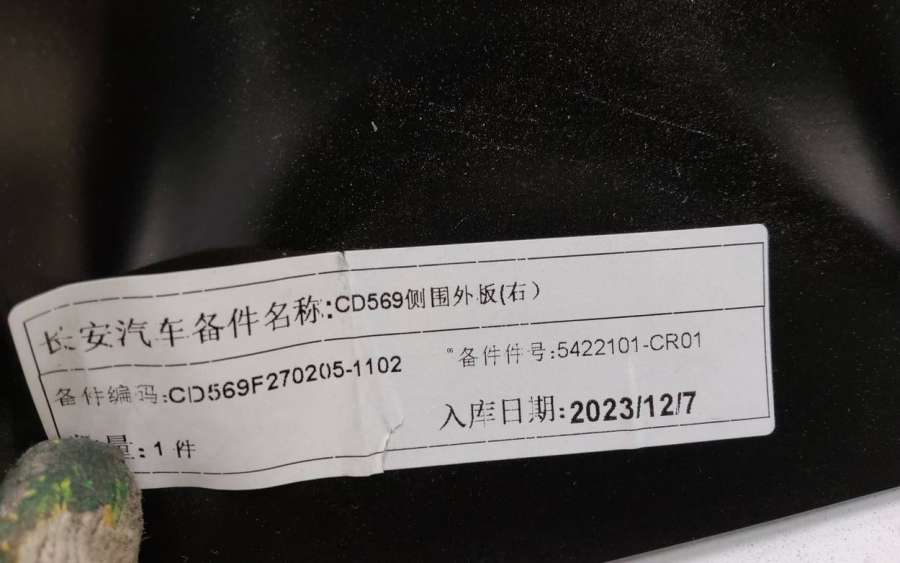 长安汽车备件名称:CD569侧围外板(右）
备件编码:CD569F270205-1102
备件件号:5422101-CR01
量:1 件
入库日期:2023/12/7